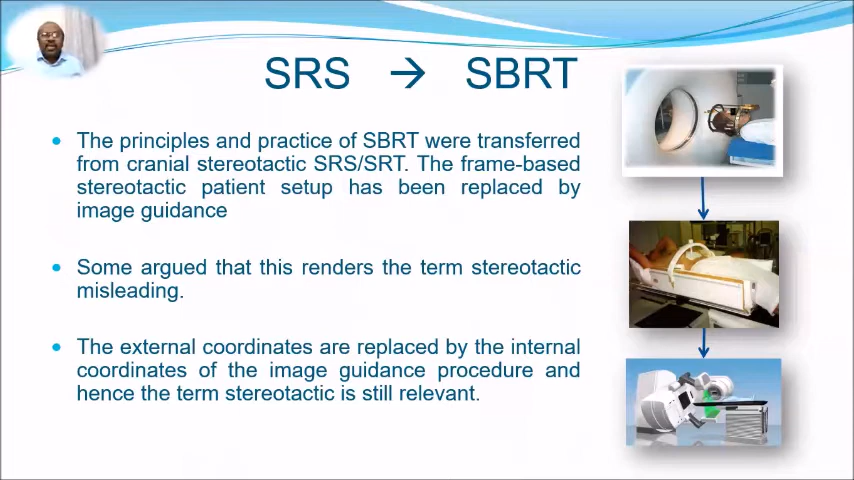 SRS → SBRT
• The principles and practice of SBRT were transferred
from cranial stereotactic SRS/SRT. The frame-based
stereotactic patient setup has been replaced by
image guidance
• Some argued that this renders the term stereotactic
misleading.
• The external coordinates are replaced by the internal
coordinates of the image guidance procedure and
hence the term stereotactic is still relevant.